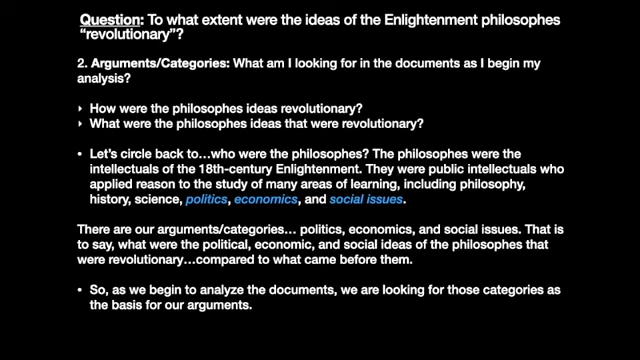 Question: To what extent were the ideas of the Enlightenment philosophes
"revolutionary"?
2. Arguments/Categories: What am I looking for in the documents as I begin my
analysis?
‣ How were the philosophes ideas revolutionary?
‣ What were the philosophes ideas that were revolutionary?
• Let's circle back to…who were the philosophes? The philosophes were the
intellectuals of the 18th-century Enlightenment. They were public intellectuals who
applied reason to the study of many areas of learning, including philosophy,
history, science, politics, economics, and social issues.
There are our arguments/categories… politics, economics, and social issues. That is
to say, what were the political, economic, and social ideas of the philosophes that
were revolutionary…compared to what came before them.
• So, as we begin to analyze the documents, we are looking for those categories as
the basis for our arguments.